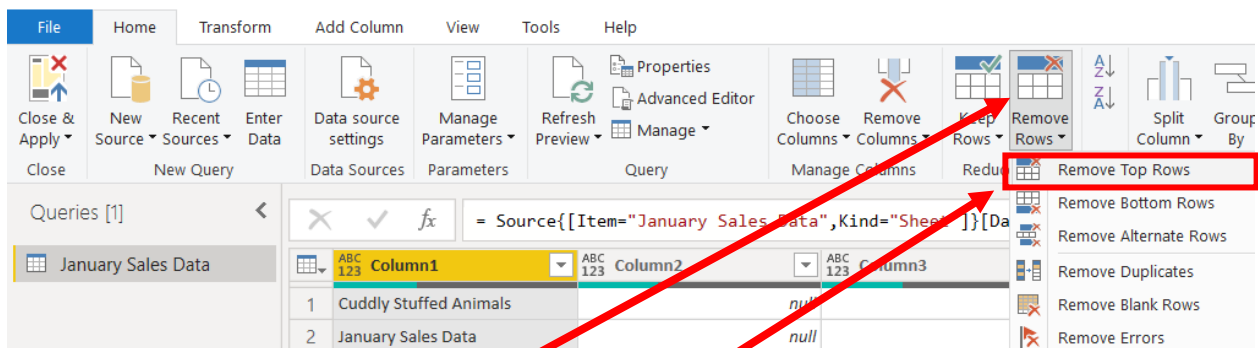 File Home Transform Add Column View Tools Help
Close & Apply
New Source
Recent Sources
Enter Data
Data source settings
Manage Parameters
Refresh Preview
Properties
Advanced Editor
Manage
Choose Columns
Remove Columns
Keep Rows
Remove Rows
A
Z
Z
A
Split Column
Group By
Close New Query Data Sources Parameters Query Manage Columns
Remove Top Rows
Remove Bottom Rows
Remove Alternate Rows
Remove Duplicates
Remove Blank Rows
Remove Errors
Queries [1]
fx = Source{[Item="January Sales Data",Kind="Sheet"]}[Da
January Sales Data
ABC 123 Column1 ABC 123 Column2 ABC 123 Column3
1 Cuddly Stuffed Animals null
2 January Sales Data null